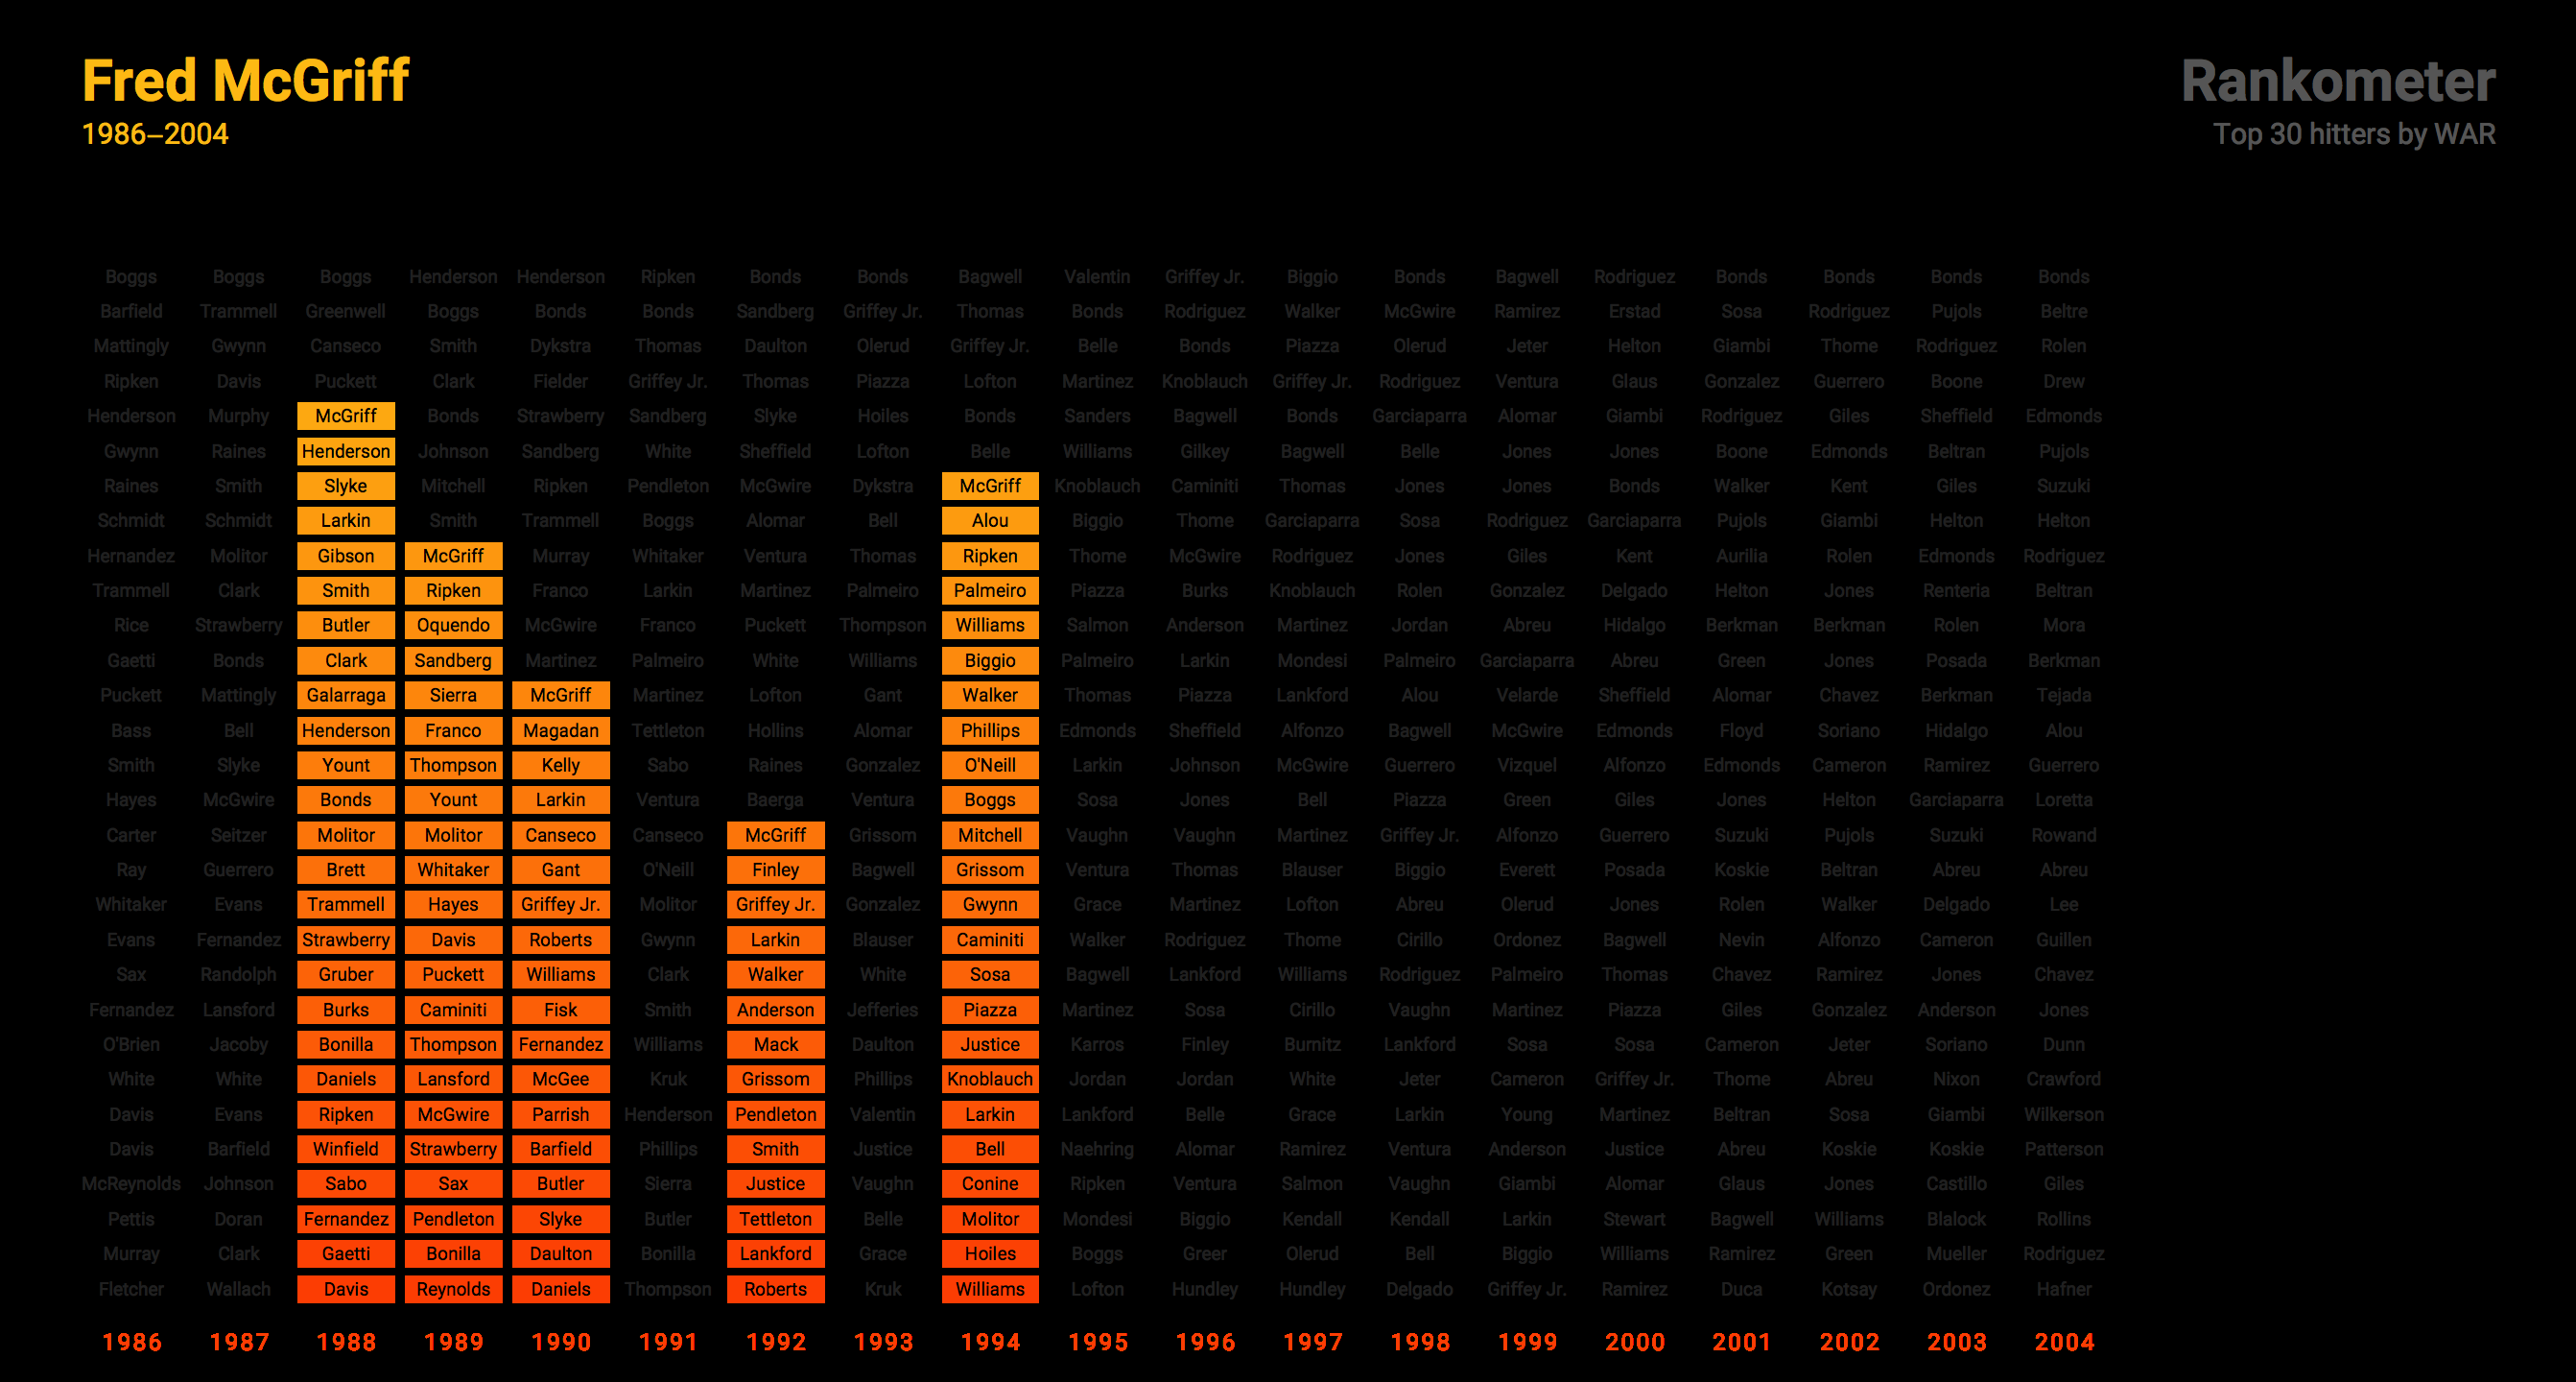 Fred McGriff
1986–2004
Rankometer
Top 30 hitters by WAR
Boggs Boggs Boggs Henderson Henderson Ripken Bonds Bonds Bagwell Valentin Griffey Jr. Biggio Bonds Bagwell Rodriguez Bonds Bonds Bonds Bonds
Barfield Trammell Greenwell Boggs Bonds Bonds Sandberg Griffey Jr. Thomas Bonds Rodriguez Walker McGwire Ramirez Erstad Sosa Rodriguez Pujols Beltre
Mattingly Gwynn Canseco Smith Dykstra Thomas Daulton Olerud Griffey Jr. Belle Bonds Piazza Olerud Jeter Helton Giambi Thome Rodriguez Rolen
Ripken Davis Puckett Clark Fielder Griffey Jr. Thomas Piazza Lofton Martinez Knoblauch Griffey Jr. Rodriguez Ventura Glaus Gonzalez Guerrero Boone Drew
Henderson Murphy McGriff Bonds Strawberry Sandberg Slyke Hoiles Bonds Sanders Bagwell Bonds Garciaparra Alomar Giambi Rodriguez Giles Sheffield Edmonds
Gwynn Raines Henderson Johnson Sandberg White Sheffield Lofton Belle Williams Gilkey Bagwell Belle Jones Jones Boone Edmonds Beltran Pujols
Raines Smith Slyke Mitchell Ripken Pendleton McGwire Dykstra McGriff Knoblauch Caminiti Thomas Jones Jones Bonds Walker Kent Giles Suzuki
Schmidt Schmidt Larkin Smith Trammell Boggs Alomar Bell Alou Biggio Thome Garciaparra Sosa Rodriguez Garciaparra Pujols Giambi Helton Helton
Hernandez Molitor Gibson McGriff Murray Whitaker Ventura Thomas Ripken Thome McGwire Rodriguez Jones Giles Kent Aurilia Rolen Edmonds Rodriguez
Trammell Clark Smith Ripken Franco Larkin Martinez Palmeiro Palmeiro Piazza Burks Knoblauch Rolen Gonzalez Delgado Helton Jones Renteria Beltran
Rice Strawberry Butler Oquendo McGwire Franco Puckett Thompson Williams Salmon Anderson Martinez Jordan Abreu Hidalgo Berkman Berkman Rolen Mora
Gaetti Bonds Clark Sandberg Martinez Palmeiro White Williams Biggio Palmeiro Larkin Mondesi Palmeiro Garciaparra Abreu Green Jones Posada Berkman
Puckett Mattingly Galarraga Sierra McGriff Martinez Lofton Gant Walker Thomas Piazza Lankford Alou Velarde Sheffield Alomar Chavez Berkman Tejada
Bass Bell Henderson Franco Magadan Tettleton Hollins Alomar Phillips Edmonds Sheffield Alfonzo Bagwell McGwire Edmonds Floyd Soriano Hidalgo Alou
Smith Slyke Yount Thompson Kelly Sabo Raines Gonzalez O'Neill Larkin Johnson McGwire Guerrero Vizquel Alfonzo Edmonds Cameron Ramirez Guerrero
Hayes McGwire Bonds Yount Larkin Ventura Baerga Ventura Boggs Sosa Jones Bell Piazza Green Giles Jones Helton Garciaparra Loretta
Carter Seitzer Molitor Molitor Canseco Canseco McGriff Grissom Mitchell Vaughn Vaughn Martinez Griffey Jr. Alfonzo Guerrero Suzuki Pujols Suzuki Rowand
Ray Guerrero Brett Whitaker Gant O'Neill Finley Bagwell Grissom Ventura Thomas Blauser Biggio Everett Posada Koskie Beltran Abreu Abreu
Whitaker Evans Trammell Hayes Griffey Jr. Molitor Griffey Jr. Gonzalez Gwynn Grace Martinez Lofton Abreu Olerud Jones Rolen Walker Delgado Lee
Evans Fernandez Strawberry Davis Roberts Gwynn Larkin Blauser Caminiti Walker Rodriguez Thome Cirillo Ordonez Bagwell Nevin Alfonzo Cameron Guillen
Sax Randolph Gruber Puckett Williams Clark Walker White Sosa Bagwell Lankford Williams Rodriguez Palmeiro Thomas Chavez Ramirez Jones Chavez
Fernandez Lansford Burks Caminiti Fisk Smith Anderson Jefferies Piazza Martinez Sosa Cirillo Vaughn Martinez Piazza Giles Gonzalez Anderson Jones
O'Brien Jacoby Bonilla Thompson Fernandez Williams Mack Daulton Justice Karros Finley Burnitz Lankford Sosa Sosa Cameron Jeter Soriano Dunn
White White Daniels Lansford McGee Kruk Grissom Phillips Knoblauch Jordan Jordan White Jeter Cameron Griffey Jr. Thome Abreu Nixon Crawford
Davis Evans Ripken McGwire Parrish Henderson Pendleton Valentin Larkin Lankford Belle Grace Larkin Young Martinez Beltran Sosa Giambi Wilkerson
Davis Barfield Winfield Strawberry Barfield Phillips Smith Justice Bell Naehring Alomar Ramirez Ventura Anderson Justice Abreu Koskie Koskie Patterson
McReynolds Johnson Sabo Sax Butler Sierra Justice Vaughn Conine Ripken Ventura Salmon Vaughn Giambi Alomar Glaus Jones Castillo Giles
Pettis Doran Fernandez Pendleton Slyke Butler Tettleton Belle Molitor Mondesi Biggio Kendall Kendall Larkin Stewart Bagwell Williams Blalock Rollins
Murray Clark Gaetti Bonilla Daulton Bonilla Lankford Grace Hoiles Boggs Greer Olerud Bell Biggio Williams Ramirez Green Mueller Rodriguez
Fletcher Wallach Davis Reynolds Daniels Thompson Roberts Kruk Williams Lofton Hundley Hundley Delgado Griffey Jr. Ramirez Duca Kotsay Ordonez Hafner
1986 1987 1988 1989 1990 1991 1992 1993 1994 1995 1996 1997 1998 1999 2000 2001 2002 2003 2004